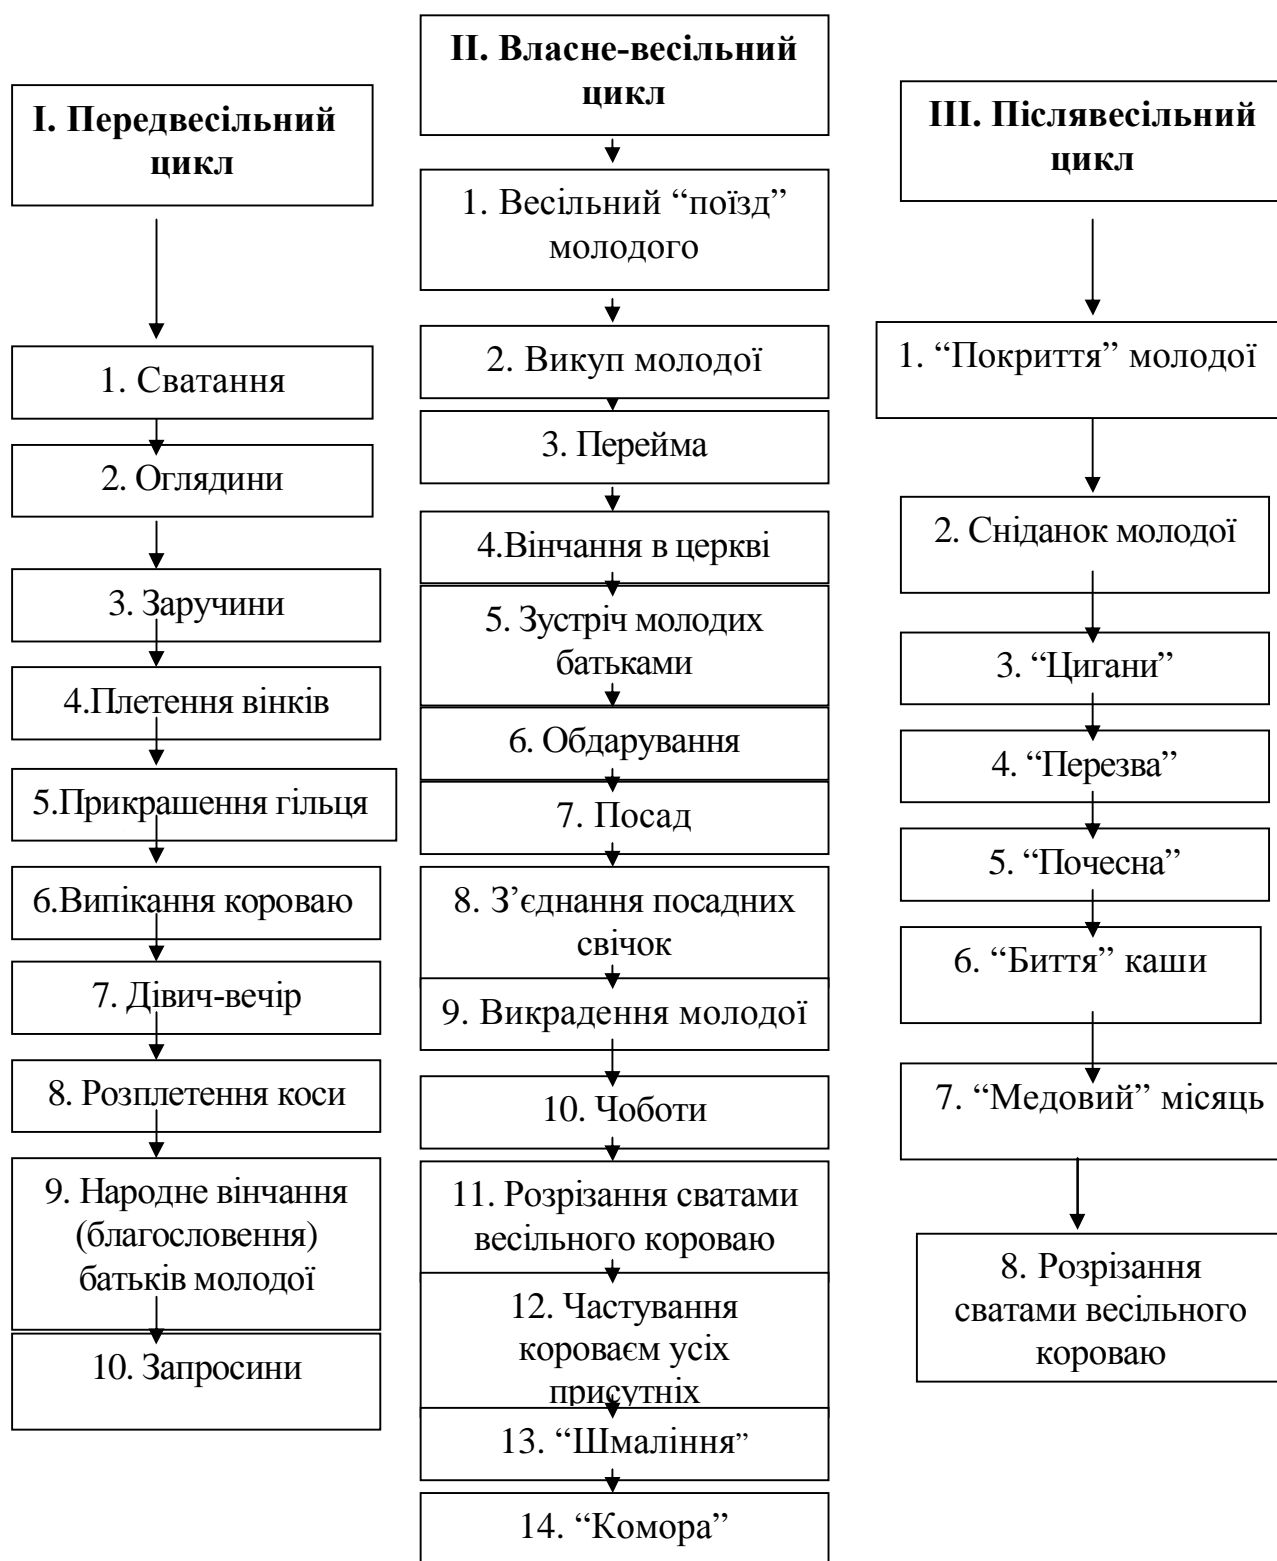 І. Передвесільний
цикл
1. Сватання
2. Оглядини
3. Заручини
4.Плетення вінків
5.Прикрашення гільця
6.Випікання короваю
7. Дівич-вечір
8. Розплетення коси
9. Народне вінчання
(благословення)
батьків молодої
10. Запросини
ІІ. Власне-весільний
цикл
1. Весільний “поїзд”
молодого
2. Викуп молодої
3. Перейма
4.Вінчання в церкві
5. Зустріч молодих
батьками
6. Обдарування
7. Посад
8. З’єднання посадних
свічок
9. Викрадення молодої
10. Чоботи
11. Розрізання сватами
весільного короваю
12. Частування
короваєм усіх
присутніх
13. “Шмаління”
14. “Комора”
ІІІ. Післявесільний
цикл
1. “Покриття” молодої
2. Сніданок молодої
3. “Цигани”
4. “Перезва”
5. “Почесна”
6. “Биття” каши
7. “Медовий” місяць
8. Розрізання
сватами весільного
короваю